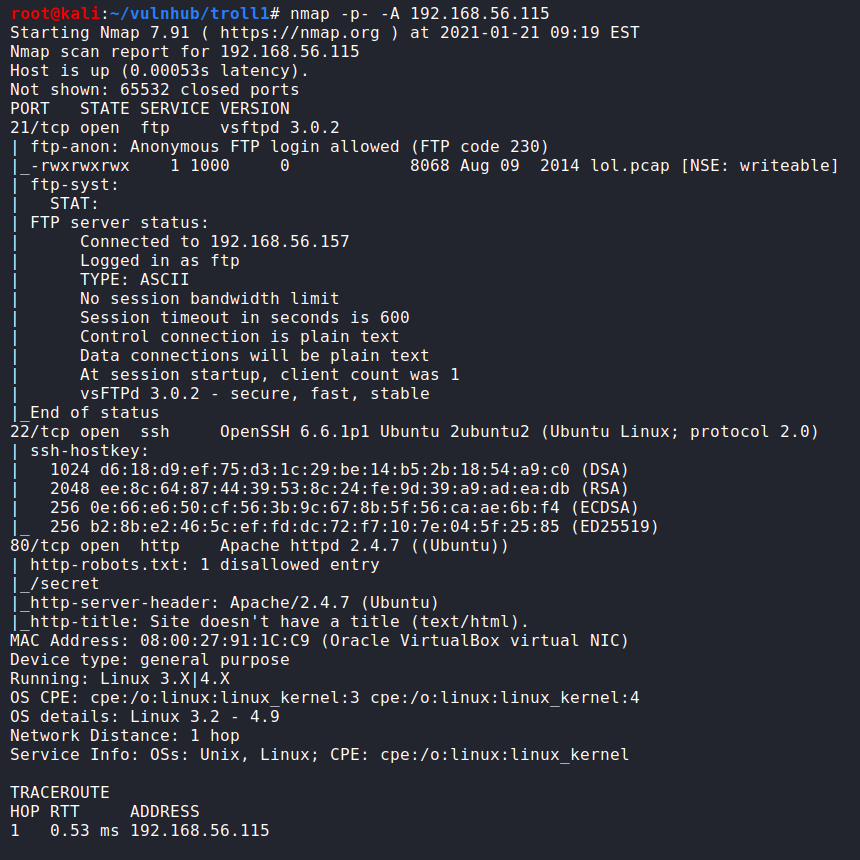 root@kali:~/vulnhub/troll1# nmap -p- -A 192.168.56.115
Starting Nmap 7.91 ( https://nmap.org ) at 2021-01-21 09:19 EST
Nmap scan report for 192.168.56.115
Host is up (0.00053s latency).
Not shown: 65532 closed ports
PORT   STATE SERVICE VERSION
21/tcp open  ftp     vsftpd 3.0.2
| ftp-anon: Anonymous FTP login allowed (FTP code 230)
|_-rwxrwxrwx    1 1000     0            8068 Aug 09  2014 lol.pcap [NSE: writeable]
| ftp-syst:
|   STAT:
| FTP server status:
|      Connected to 192.168.56.157
|      Logged in as ftp
|      TYPE: ASCII
|      No session bandwidth limit
|      Session timeout in seconds is 600
|      Control connection is plain text
|      Data connections will be plain text
|      At session startup, client count was 1
|      vsFTPd 3.0.2 - secure, fast, stable
|_End of status
22/tcp open  ssh     OpenSSH 6.6.1p1 Ubuntu 2ubuntu2 (Ubuntu Linux; protocol 2.0)
| ssh-hostkey:
|   1024 d6:18:d9:ef:75:d3:1c:29:be:14:b5:2b:18:54:a9:c0 (DSA)
|   2048 ee:8c:64:87:44:39:53:8c:24:fe:9d:39:a9:ad:ea:db (RSA)
|   256 0e:66:e6:50:cf:56:3b:9c:67:8b:5f:56:ca:ae:6b:f4 (ECDSA)
|_  256 b2:8b:e2:46:5c:ef:fd:dc:72:f7:10:7e:04:5f:25:85 (ED25519)
80/tcp open  http    Apache httpd 2.4.7 ((Ubuntu))
| http-robots.txt: 1 disallowed entry
|_/secret
|_http-server-header: Apache/2.4.7 (Ubuntu)
|_http-title: Site doesn't have a title (text/html).
MAC Address: 08:00:27:91:1C:C9 (Oracle VirtualBox virtual NIC)
Device type: general purpose
Running: Linux 3.X|4.X
OS CPE: cpe:/o:linux:linux_kernel:3 cpe:/o:linux:linux_kernel:4
OS details: Linux 3.2 - 4.9
Network Distance: 1 hop
Service Info: OSs: Unix, Linux; CPE: cpe:/o:linux:linux_kernel

TRACEROUTE
HOP RTT     ADDRESS
1   0.53 ms 192.168.56.115